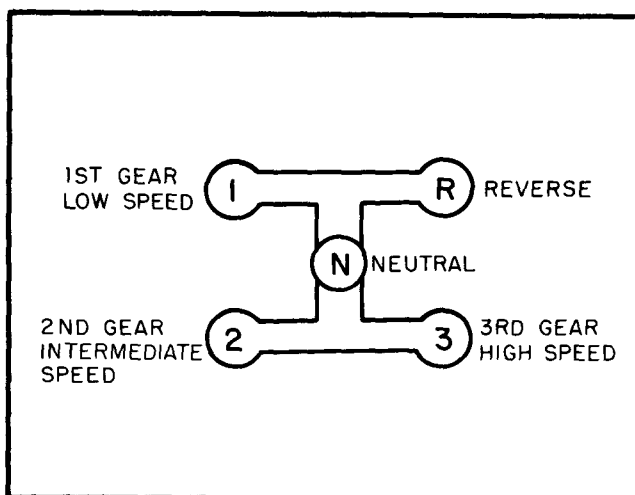 1ST GEAR
LOW SPEED
1
R
REVERSE
N
NEUTRAL
2ND GEAR
INTERMEDIATE
SPEED
2
3
3RD GEAR
HIGH SPEED